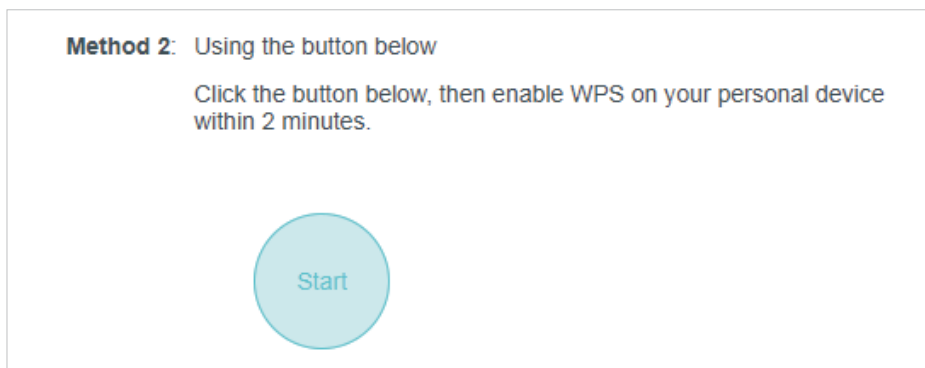 Method 2: Using the button below
Click the button below, then enable WPS on your personal device
within 2 minutes.
Start